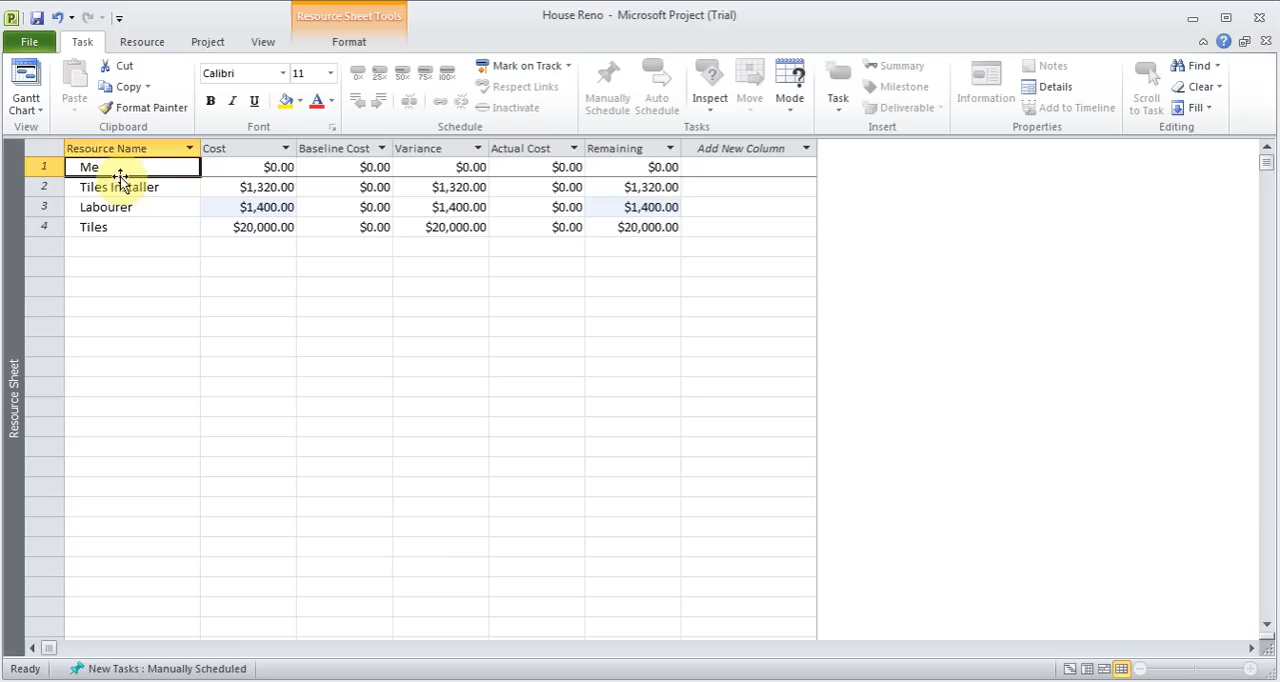 Resource Sheet Tools
House Reno - Microsoft Project (Trial)
File Task Resource Project View Format
Gantt Chart
Paste
Cut
Copy
Format Painter
Calibri 11
B I U A
0% 25% 50% 75% 100%
Mark on Track
Respect Links
Inactivate
Manually Schedule
Auto Schedule
Inspect
Move
Mode
Task
Summary
Milestone
Deliverable
Information
Notes
Details
Add to Timeline
Scroll to Task
Find
Clear
Fill
View Clipboard Font Schedule Tasks Insert Properties Editing
Resource Name Cost Baseline Cost Variance Actual Cost Remaining Add New Column
1 Me $0.00 $0.00 $0.00 $0.00 $0.00
2 Tiles Installer $1,320.00 $0.00 $1,320.00 $0.00 $1,320.00
3 Labourer $1,400.00 $0.00 $1,400.00 $0.00 $1,400.00
4 Tiles $20,000.00 $0.00 $20,000.00 $0.00 $20,000.00
Resource Sheet
Ready New Tasks : Manually Scheduled